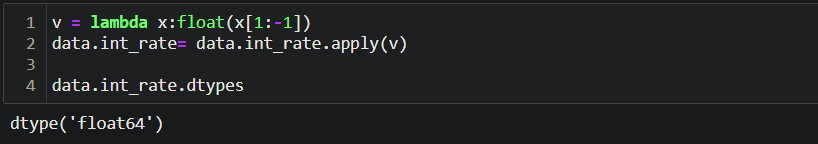 1 v = lambda x:float(x[1:-1])
2 data.int_rate= data.int_rate.apply(v)
3
4 data.int_rate.dtypes
dtype('float64')